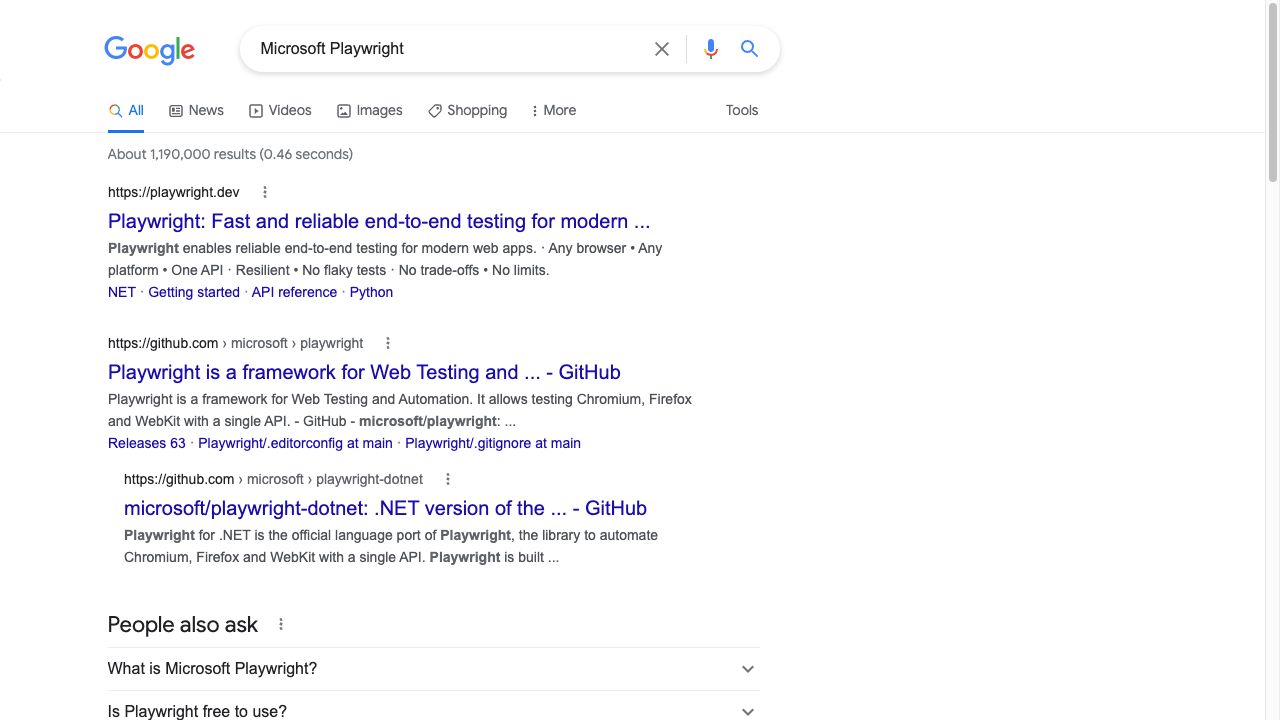 Google
Microsoft Playwright
All News Videos Images Shopping More Tools
About 1,190,000 results (0.46 seconds)
https://playwright.dev
Playwright: Fast and reliable end-to-end testing for modern ...
Playwright enables reliable end-to-end testing for modern web apps. · Any browser • Any
platform • One API · Resilient • No flaky tests · No trade-offs • No limits.
NET · Getting started · API reference · Python
https://github.com › microsoft › playwright
Playwright is a framework for Web Testing and ... - GitHub
Playwright is a framework for Web Testing and Automation. It allows testing Chromium, Firefox
and WebKit with a single API. - GitHub - microsoft/playwright: ...
Releases 63 · Playwright/.editorconfig at main · Playwright/.gitignore at main
https://github.com › microsoft › playwright-dotnet
microsoft/playwright-dotnet: .NET version of the ... - GitHub
Playwright for .NET is the official language port of Playwright, the library to automate
Chromium, Firefox and WebKit with a single API. Playwright is built ...
People also ask
What is Microsoft Playwright?
Is Playwright free to use?